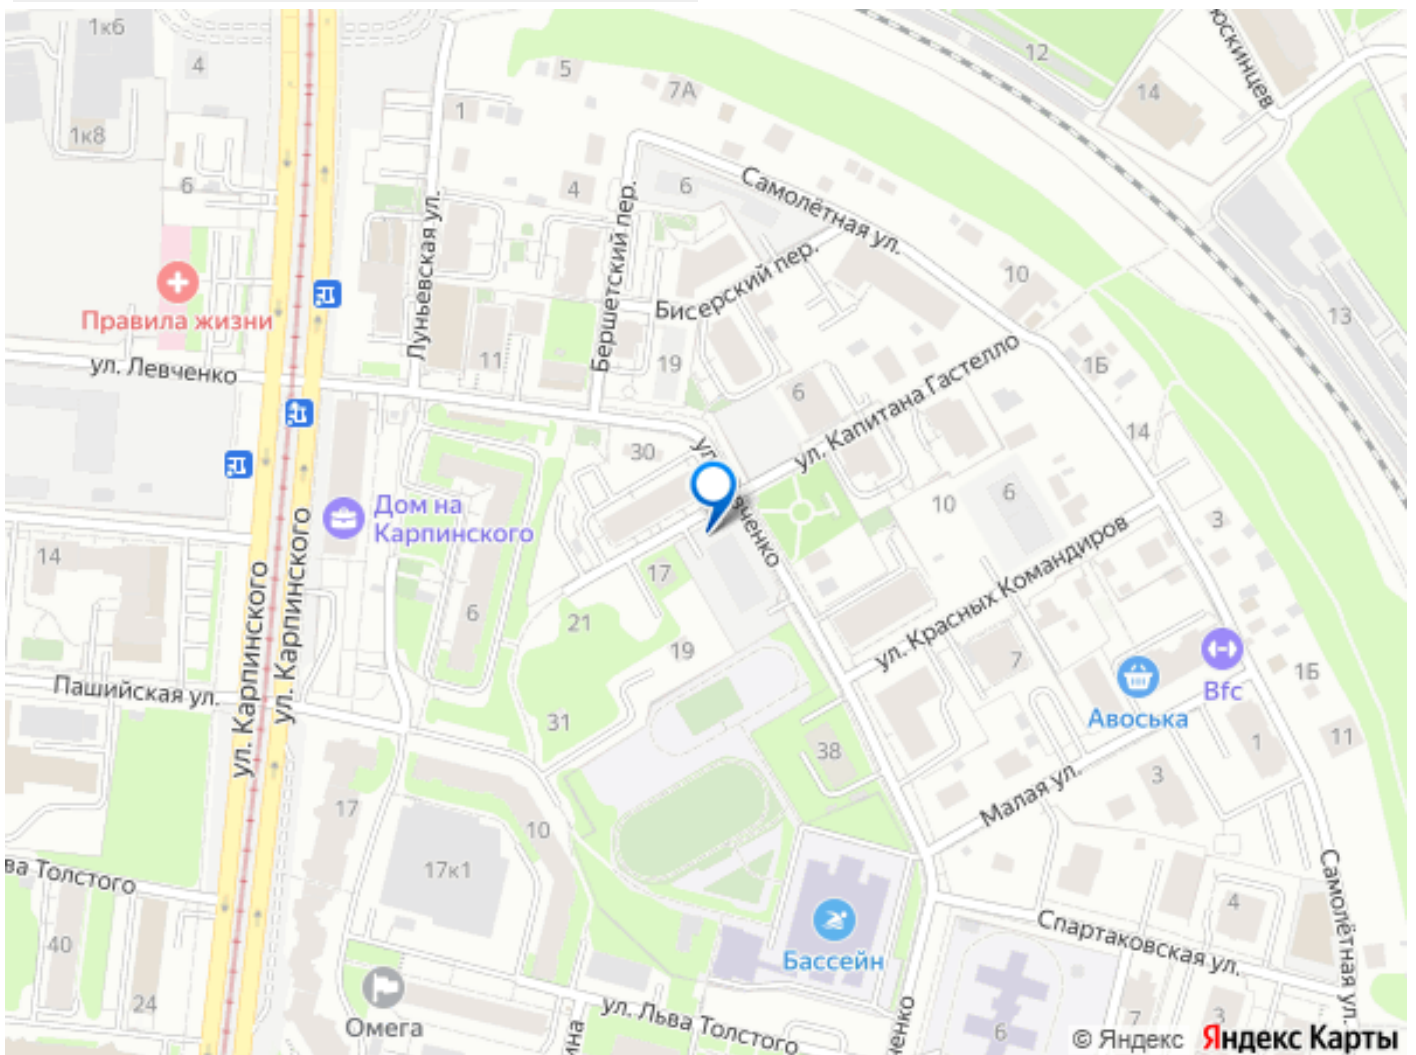 1к6
4
1к8
6
Правила жизни
ул. Левченко
5
7А
1
4
6
Луньевская ул.
Бершетский пер.
Самолётная ул.
Бисерский пер.
12
14
10
13
11
19
6
ул. Капитана Гастелло
1Б
14
30
10
6
3
Дом на
Карпинского
14
6
17
21
19
31
ул. Карпинского
ул. Карпинского
Пашийская ул.
ул. Красных Командиров
7
Авоська
Bfc
1Б
11
1
3
38
Малая ул.
17
10
17к1
40
24
Омега
Бассейн
ул. Льва Толстого
Спартаковская ул.
4
3
7
6
Самолётная ул.
© Яндекс Яндекс Карты